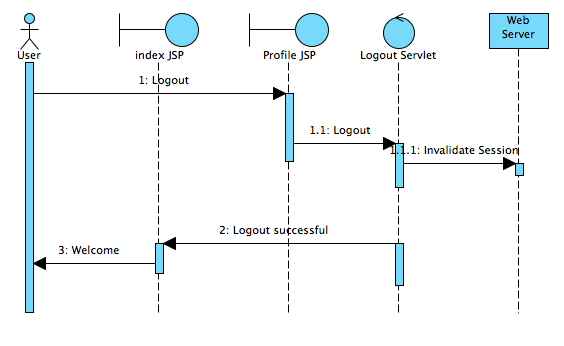 Web
Server
User
index JSP
Profile JSP
Logout Servlet
1: Logout
1.1: Logout
1.1.1: Invalidate Session
2: Logout successful
3: Welcome